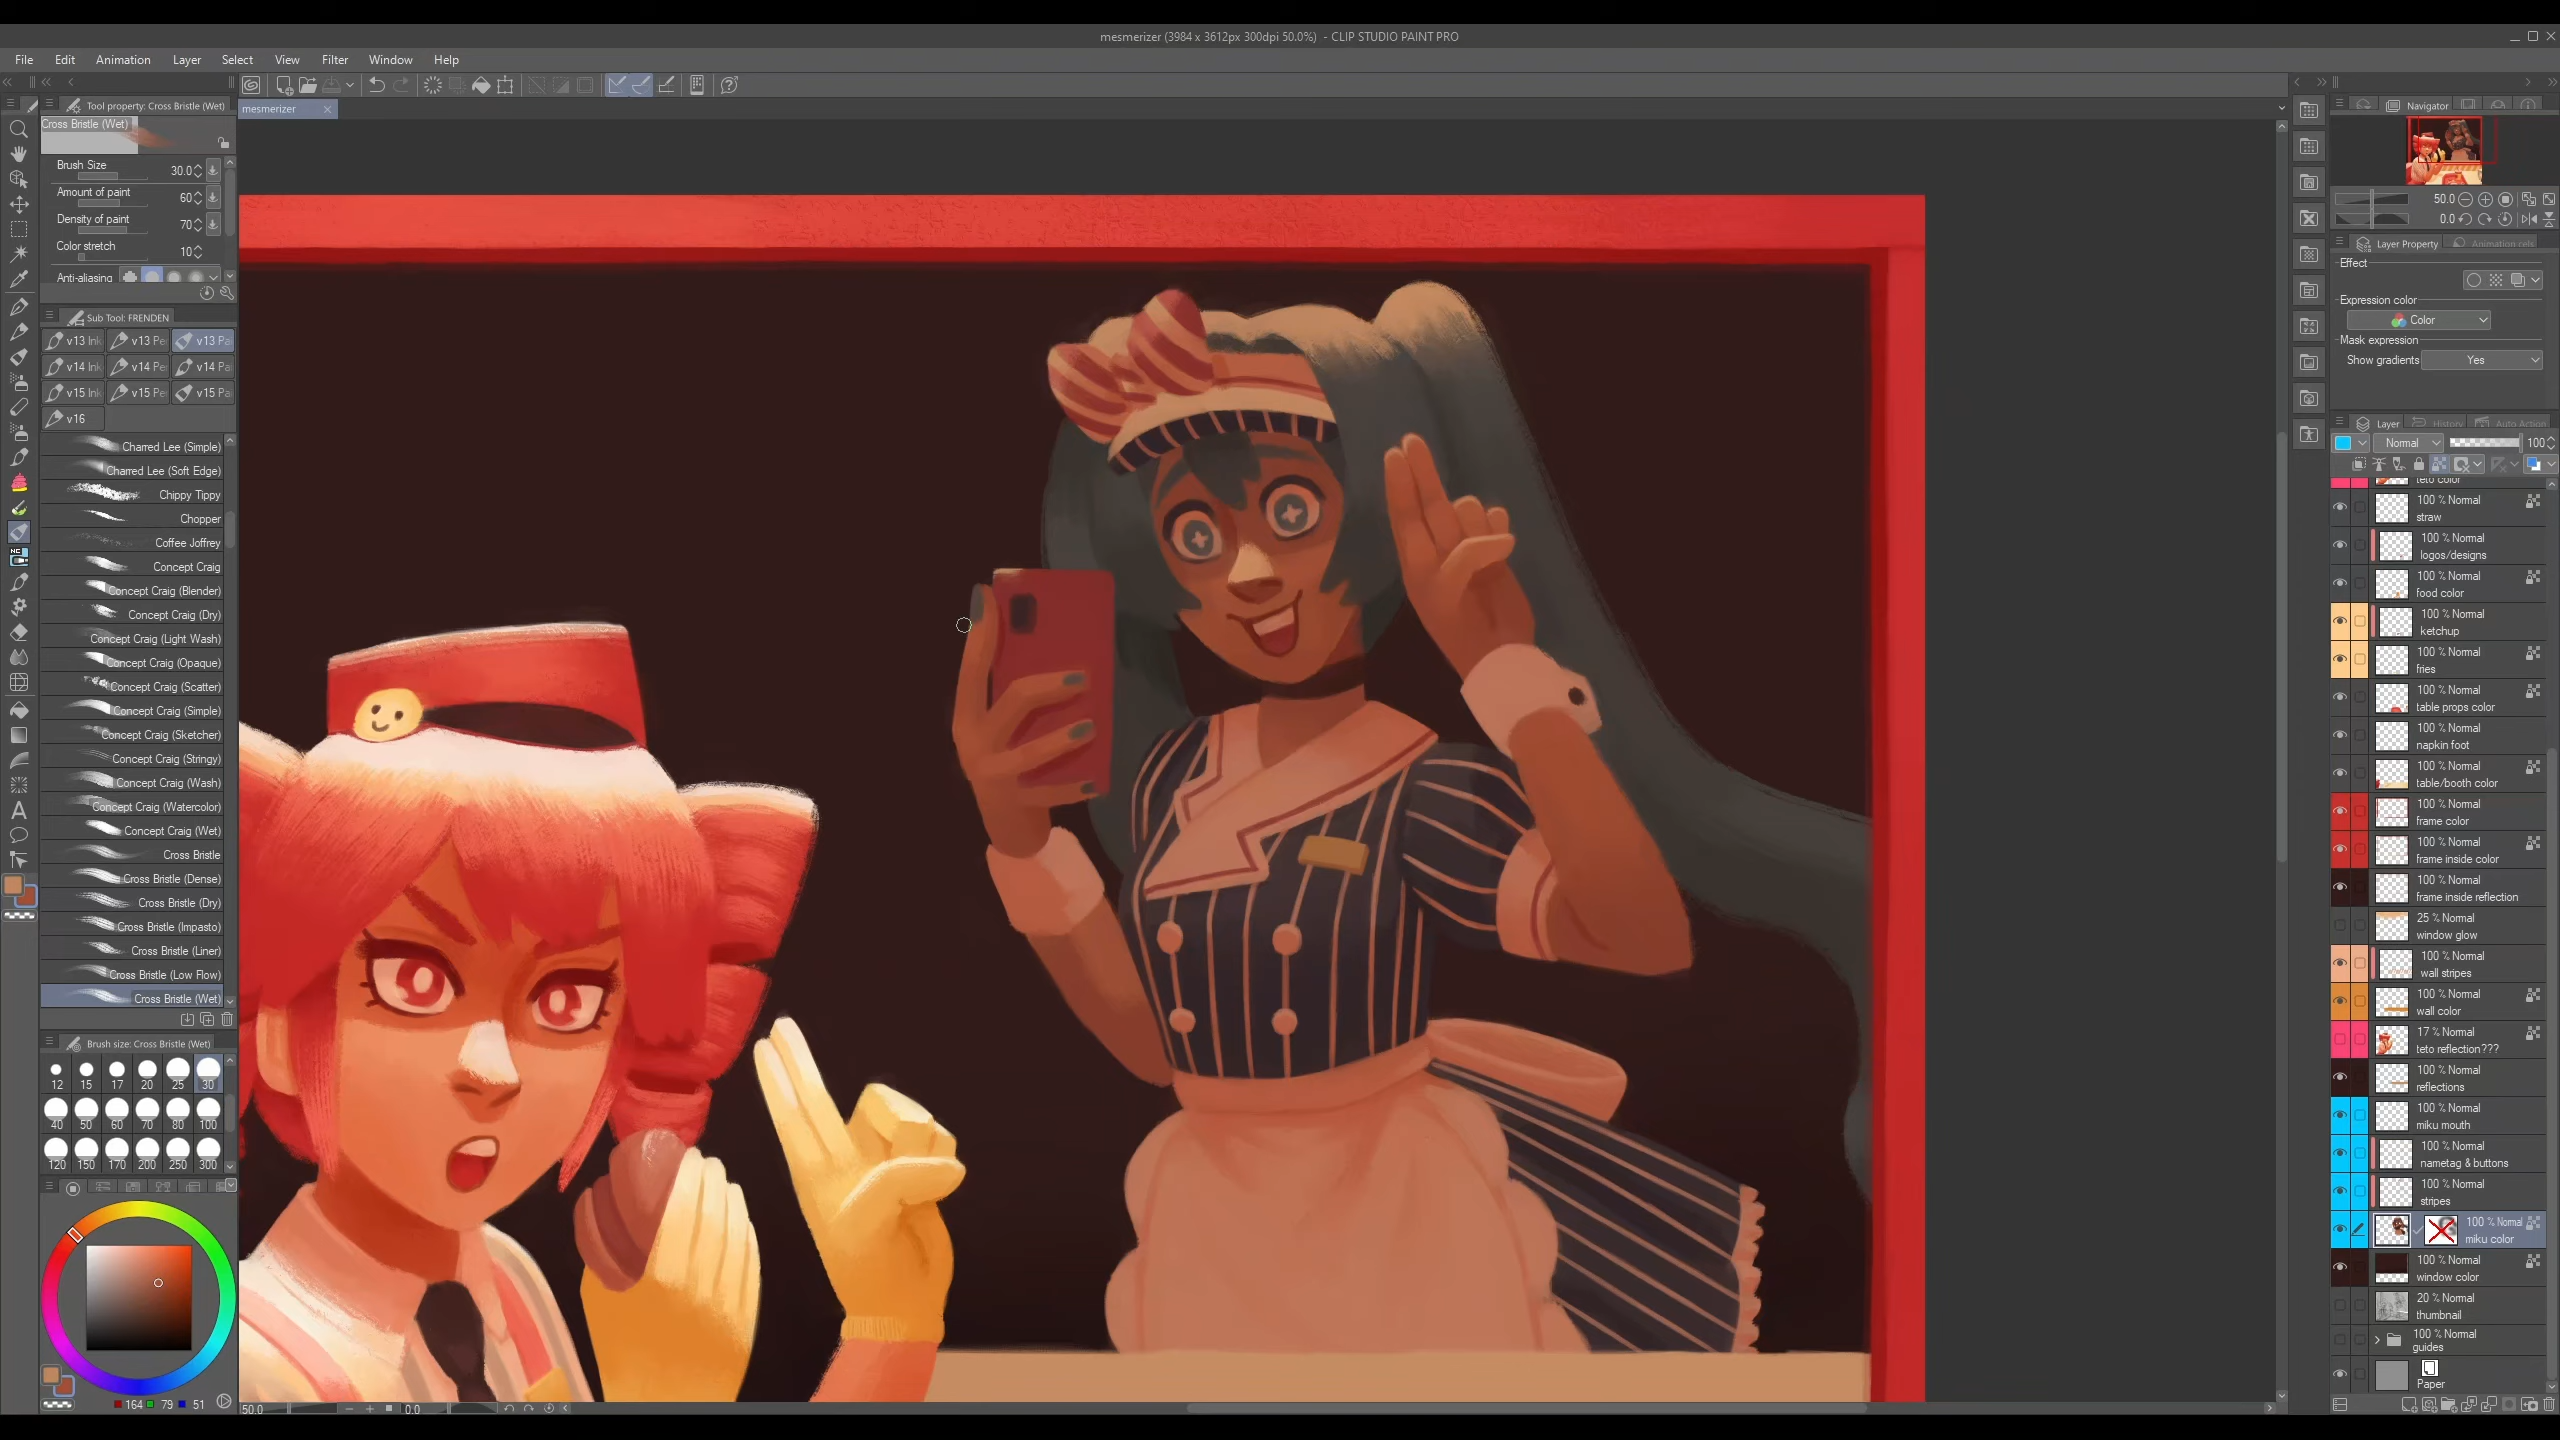 mesmerizer (3984 x 3612px 300dpi 50.0%) - CLIP STUDIO PAINT PRO
File Edit Animation Layer Select View Filter Window Help
Tool property: Cross Bristle (Wet)
mesmerizer
Cross Bristle (Wet)
Brush Size 30.0
Amount of paint 60
Density of paint 70
Color stretch 10
Anti-aliasing
Sub Tool: FRENDEN
v13 Ink v13 Pe v13 Pa
v14 Ink v14 Pe v14 Pa
v15 Ink v15 Pe v15 Pa
v16
Charred Lee (Simple)
Charred Lee (Soft Edge)
Chippy Tippy
Chopper
Coffee Joffrey
Concept Craig
Concept Craig (Blender)
Concept Craig (Dry)
Concept Craig (Light Wash)
Concept Craig (Opaque)
Concept Craig (Scatter)
Concept Craig (Simple)
Concept Craig (Sketcher)
Concept Craig (Stringy)
Concept Craig (Wash)
Concept Craig (Watercolor)
Concept Craig (Wet)
Cross Bristle
Cross Bristle (Dense)
Cross Bristle (Dry)
Cross Bristle (Impasto)
Cross Bristle (Liner)
Cross Bristle (Low Flow)
Cross Bristle (Wet)
Brush size: Cross Bristle (Wet)
12 15 17 20 25 30
40 50 60 70 80 100
120 150 170 200 250 300
164 79 51
50.0 0.0
Navigator
50.0
0.0
Layer Property Animation cels
Effect
Expression color
Color
Mask expression
Show gradients Yes
Layer History Auto Action
Normal 100
teto color
100 % Normal
straw
100 % Normal
logos/designs
100 % Normal
food color
100 % Normal
ketchup
100 % Normal
fries
100 % Normal
table props color
100 % Normal
napkin foot
100 % Normal
table/booth color
100 % Normal
frame color
100 % Normal
frame inside color
100 % Normal
frame inside reflection
25 % Normal
window glow
100 % Normal
wall stripes
100 % Normal
wall color
17 % Normal
teto reflection???
100 % Normal
reflections
100 % Normal
miku mouth
100 % Normal
nametag & buttons
100 % Normal
stripes
100 % Normal
miku color
100 % Normal
window color
20 % Normal
thumbnail
100 % Normal
guides
Paper